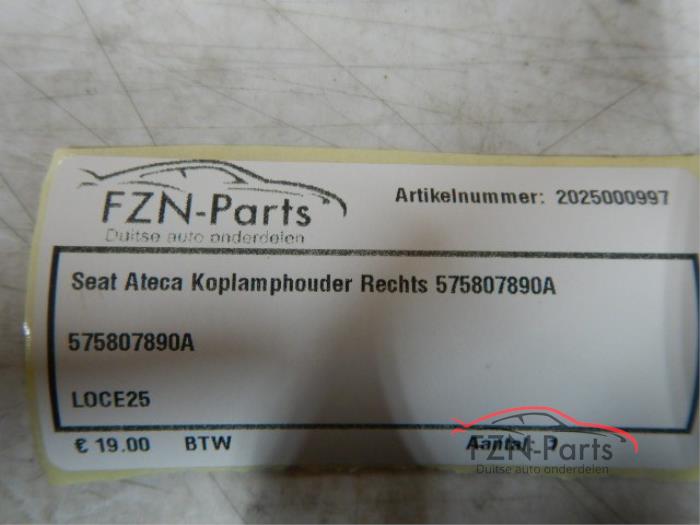 FZN-Parts
Duitse auto onderdelen
Artikelnummer: 2025000997
Seat Ateca Koplamphouder Rechts 575807890A
575807890A
LOCE25
€ 19.00 BTW Aantal
FZN-Parts
Duitse auto onderdelen